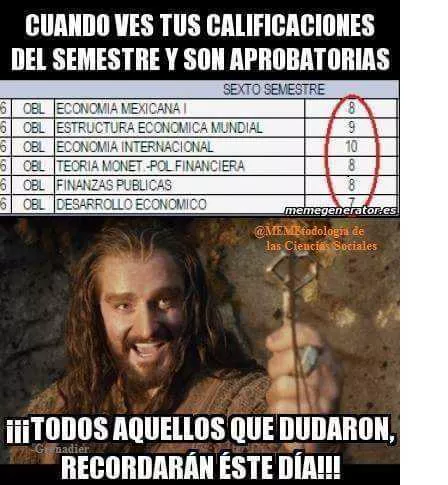 CUANDO VES TUS CALIFICACIONES
DEL SEMESTRE Y SON APROBATORIAS
SEXTO SEMESTRE
6 OBL ECONOMIA MEXICANA I 8
6 OBL ESTRUCTURA ECONOMICA MUNDIAL 9
6 OBL ECONOMIA INTERNACIONAL 10
6 OBL TEORIA MONET.-POL FINANCIERA 8
6 OBL FINANZAS PUBLICAS 8
6 OBL DESARROLLO ECONOMICO 7
memegenerator.es
@MEMEtodología de
las Ciencias Sociales
¡¡¡TODOS AQUELLOS QUE DUDARON,
Grenadier
RECORDARÁN ÉSTE DÍA!!!